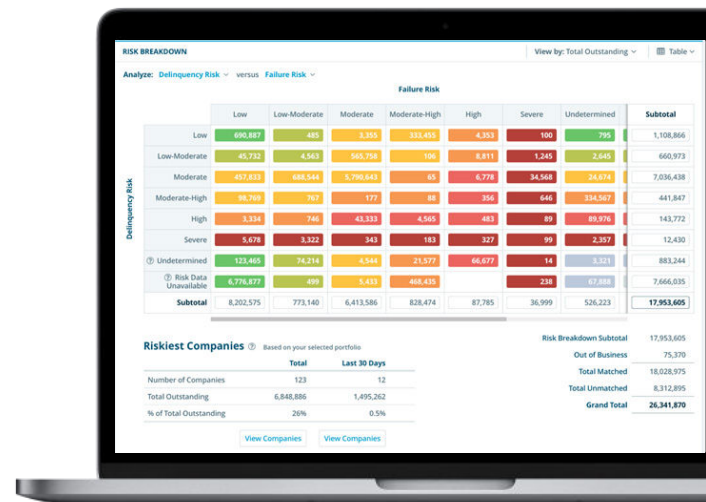 RISK BREAKDOWN View by: Total Outstanding Table
Analyze: Delinquency Risk versus Failure Risk
Failure Risk
Low Low-Moderate Moderate Moderate-High High Severe Undetermined Subtotal
Delinquency Risk
Low 690,887 485 3,355 333,455 4,353 100 795 1,108,866
Low-Moderate 45,732 4,563 565,758 106 8,811 1,245 2,645 660,973
Moderate 457,833 688,544 5,790,643 65 6,778 34,568 24,674 7,036,438
Moderate-High 98,769 767 177 88 356 646 334,567 441,847
High 3,334 746 43,333 4,565 483 89 89,976 143,772
Severe 5,678 3,322 343 183 327 99 2,357 12,430
? Undetermined 123,465 74,214 4,544 21,577 66,677 14 3,321 883,244
? Risk Data
Unavailable 6,776,877 499 5,433 468,435 238 67,888 7,666,035
Subtotal 8,202,575 773,140 6,413,586 828,474 87,785 36,999 526,223 17,953,605
Riskiest Companies ? Based on your selected portfolio
Total Last 30 Days
Number of Companies 123 12
Total Outstanding 6,848,886 1,495,262
% of Total Outstanding 26% 0.5%
View Companies View Companies
Risk Breakdown Subtotal 17,953,605
Out of Business 75,370
Total Matched 18,028,975
Total Unmatched 8,312,895
Grand Total 26,341,870